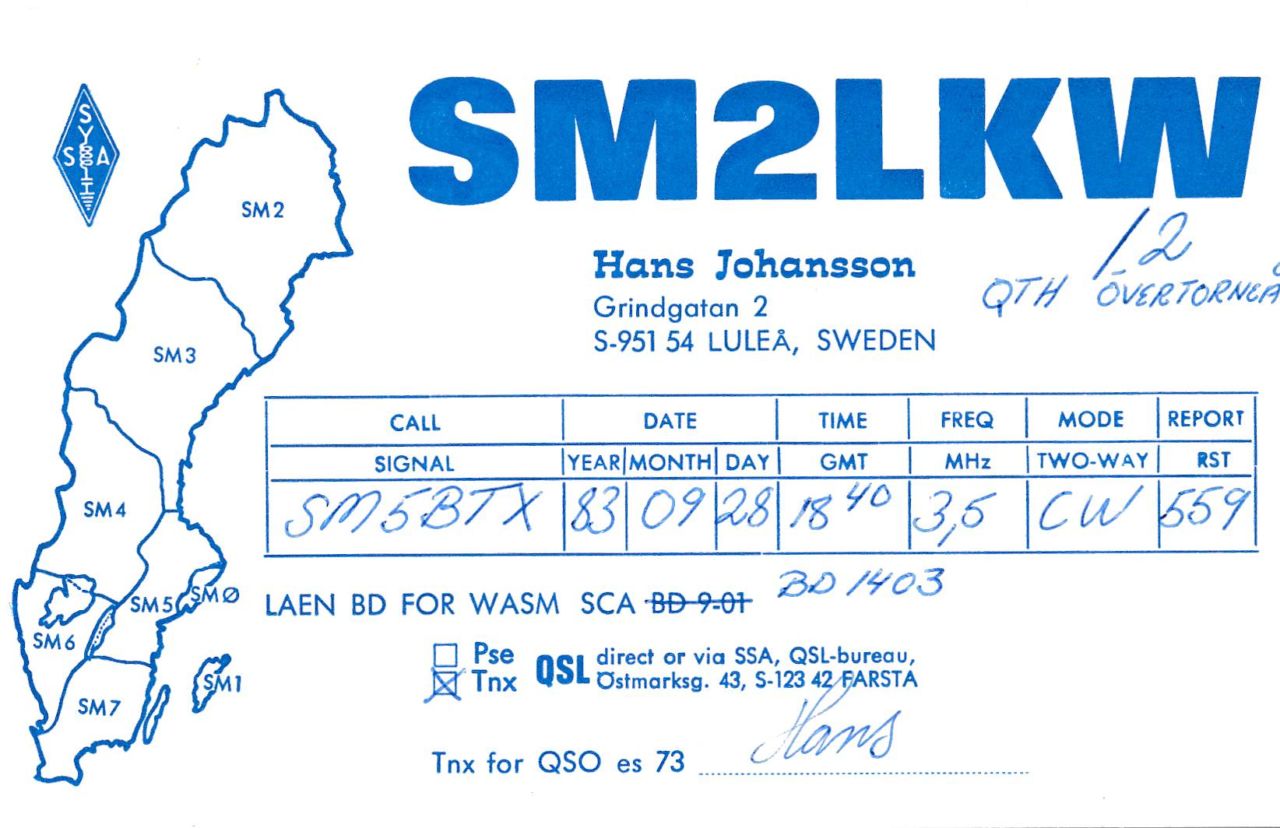 SM2LKW
/2
SSA
Hans Johansson
QTH ÖVERTORNEÅ
Grindgatan 2
S-951 54 LULEÅ, SWEDEN
SM2
SM3
SM4
SM5
SMØ
SM6
SM1
SM7
CALL DATE TIME FREQ MODE REPORT
SIGNAL YEAR MONTH DAY GMT MHz TWO-WAY RST
SM5BTX 83 09 28 18 40 3,5 CW 559
BD 1403
LAEN BD FOR WASM SCA BD-9-01
Pse
Tnx
QSL direct or via SSA, QSL-bureau,
Östmarksg. 43, S-123 42 FARSTA
Hans
Tnx for QSO es 73